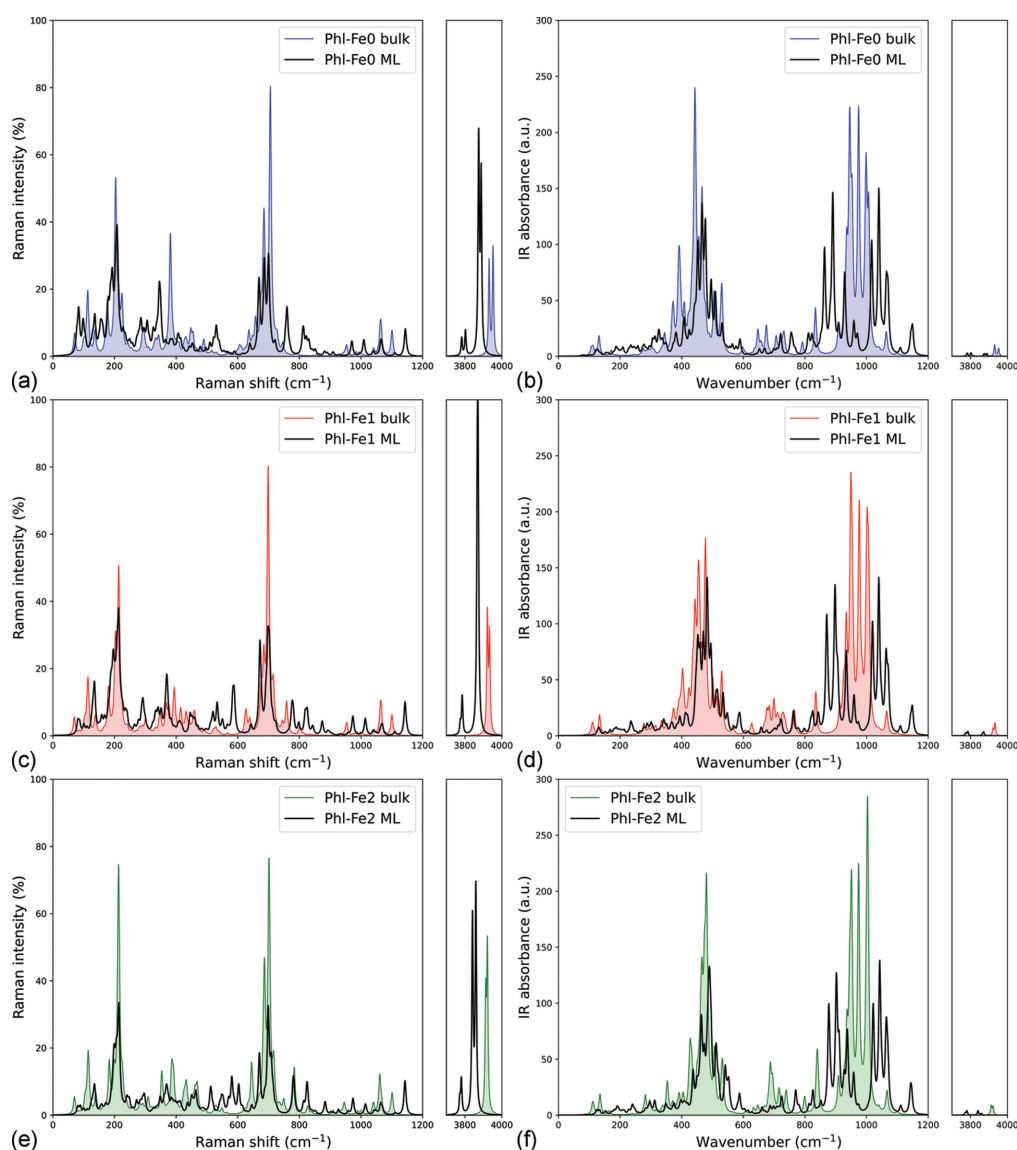 100
80
60
40
20
0
Raman intensity (%)
Phl-Fe0 bulk
Phl-Fe0 ML
0 200 400 600 800 1000 1200
3800 4000
Raman shift (cm⁻¹)
(a)
300
250
200
150
100
50
0
IR absorbance (a.u.)
Phl-Fe0 bulk
Phl-Fe0 ML
0 200 400 600 800 1000 1200
3800 4000
Wavenumber (cm⁻¹)
(b)
100
80
60
40
20
0
Raman intensity (%)
Phl-Fe1 bulk
Phl-Fe1 ML
0 200 400 600 800 1000 1200
3800 4000
Raman shift (cm⁻¹)
(c)
300
250
200
150
100
50
0
IR absorbance (a.u.)
Phl-Fe1 bulk
Phl-Fe1 ML
0 200 400 600 800 1000 1200
3800 4000
Wavenumber (cm⁻¹)
(d)
100
80
60
40
20
0
Raman intensity (%)
Phl-Fe2 bulk
Phl-Fe2 ML
0 200 400 600 800 1000 1200
3800 4000
Raman shift (cm⁻¹)
(e)
300
250
200
150
100
50
0
IR absorbance (a.u.)
Phl-Fe2 bulk
Phl-Fe2 ML
0 200 400 600 800 1000 1200
3800 4000
Wavenumber (cm⁻¹)
(f)